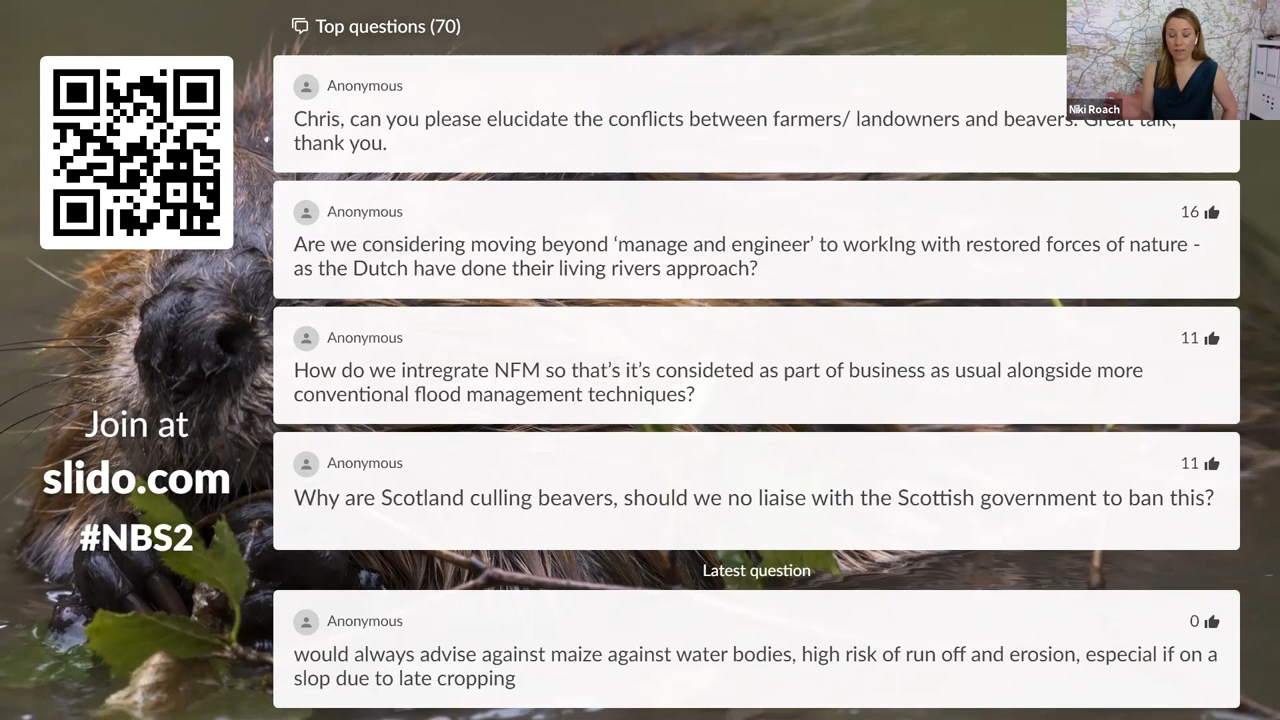 Top questions (70)
Niki Roach
Anonymous
Chris, can you please elucidate the conflicts between farmers/ landowners and beavers. Great talk,
thank you.
Anonymous
16
Are we considering moving beyond ‘manage and engineer’ to workIng with restored forces of nature -
as the Dutch have done their living rivers approach?
Anonymous
11
How do we intregrate NFM so that’s it’s consideted as part of business as usual alongside more
conventional flood management techniques?
Anonymous
11
Why are Scotland culling beavers, should we no liaise with the Scottish government to ban this?
Join at
slido.com
#NBS2
Latest question
Anonymous
0
would always advise against maize against water bodies, high risk of run off and erosion, especial if on a
slop due to late cropping